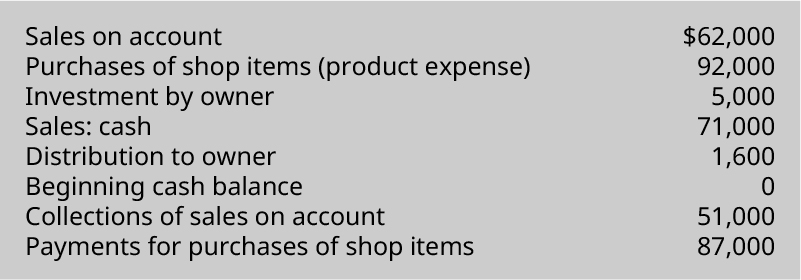 Sales on account $62,000
Purchases of shop items (product expense) 92,000
Investment by owner 5,000
Sales: cash 71,000
Distribution to owner 1,600
Beginning cash balance 0
Collections of sales on account 51,000
Payments for purchases of shop items 87,000